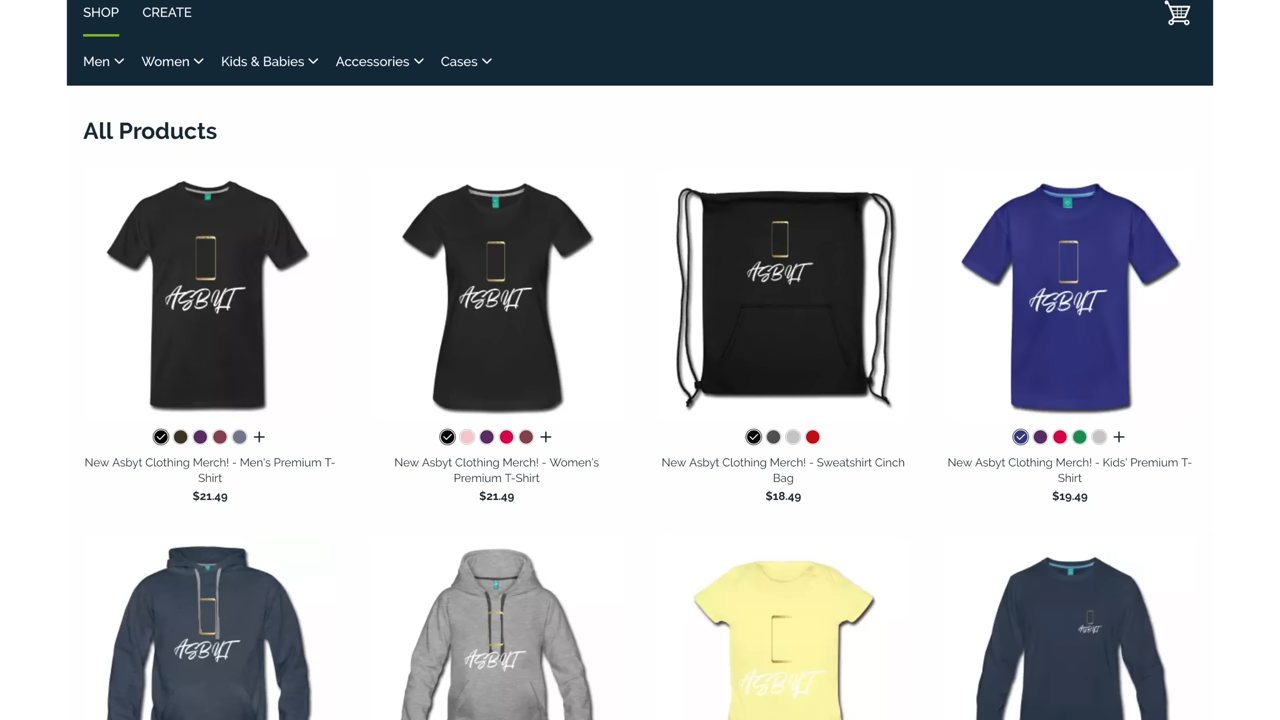 SHOP CREATE
Men Women Kids & Babies Accessories Cases
All Products
ASBYT ASBYT ASBYT ASBYT
New Asbyt Clothing Merch! - Men's Premium T-
Shirt
$21.49
New Asbyt Clothing Merch! - Women's
Premium T-Shirt
$21.49
New Asbyt Clothing Merch! - Sweatshirt Cinch
Bag
$18.49
New Asbyt Clothing Merch! - Kids' Premium T-
Shirt
$19.49
ASBYT ASBYT ASBYT ASBYT